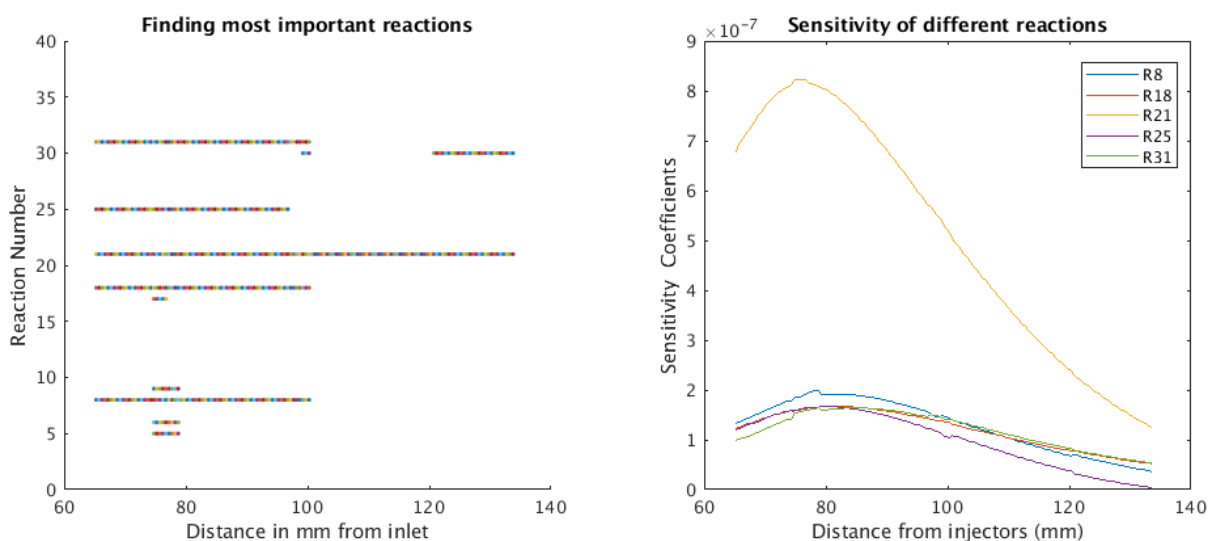 Finding most important reactions
40
35
30
25
20
15
10
5
0
Reaction Number
60 80 100 120 140
Distance in mm from inlet
Sensitivity of different reactions
×10⁻⁷
9
8
7
6
5
4
3
2
1
0
Sensitivity Coefficients
R8
R18
R21
R25
R31
60 80 100 120 140
Distance from injectors (mm)